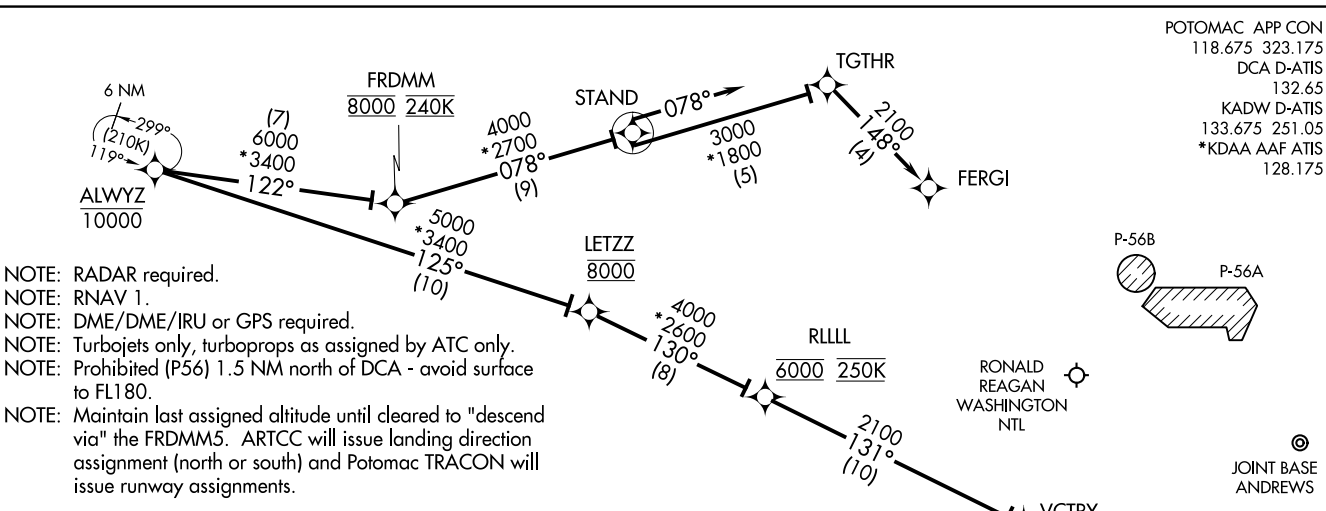 POTOMAC APP CON
118.675 323.175
DCA D-ATIS
132.65
KADW D-ATIS
133.675 251.05
*KDAA AAF ATIS
128.175
6 NM
299°
(210K)
119°
ALWYZ
10000
(7)
6000
*3400
122°
FRDMM
8000 240K
4000
*2700
078°
(9)
STAND
078°
3000
*1800
(5)
TGTHR
2100
148°
(4)
FERGI
5000
*3400
125°
(10)
LETZZ
8000
4000
*2600
130°
(8)
RLLLL
6000 250K
2100
131°
(10)
VCTRY
P-56B
P-56A
RONALD
REAGAN
WASHINGTON
NTL
JOINT BASE
ANDREWS
NOTE: RADAR required.
NOTE: RNAV 1.
NOTE: DME/DME/IRU or GPS required.
NOTE: Turbojets only, turboprops as assigned by ATC only.
NOTE: Prohibited (P56) 1.5 NM north of DCA - avoid surface
to FL180.
NOTE: Maintain last assigned altitude until cleared to "descend
via" the FRDMM5. ARTCC will issue landing direction
assignment (north or south) and Potomac TRACON will
issue runway assignments.